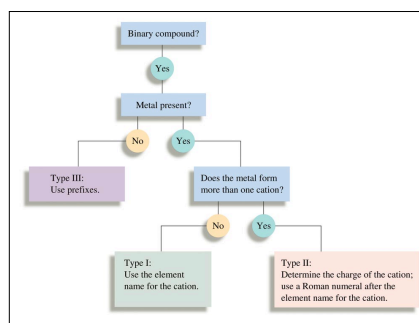 Binary compound?
Yes
Metal present?
No
Yes
Type III:
Use prefixes.
Does the metal form
more than one cation?
No
Yes
Type I:
Use the element
name for the cation.
Type II:
Determine the charge of the cation;
use a Roman numeral after the
element name for the cation.